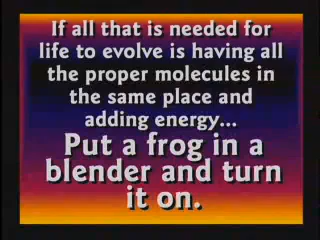 If all that is needed for
life to evolve is having all
the proper molecules in
the same place and
adding energy...
Put a frog in a
blender and turn
it on.